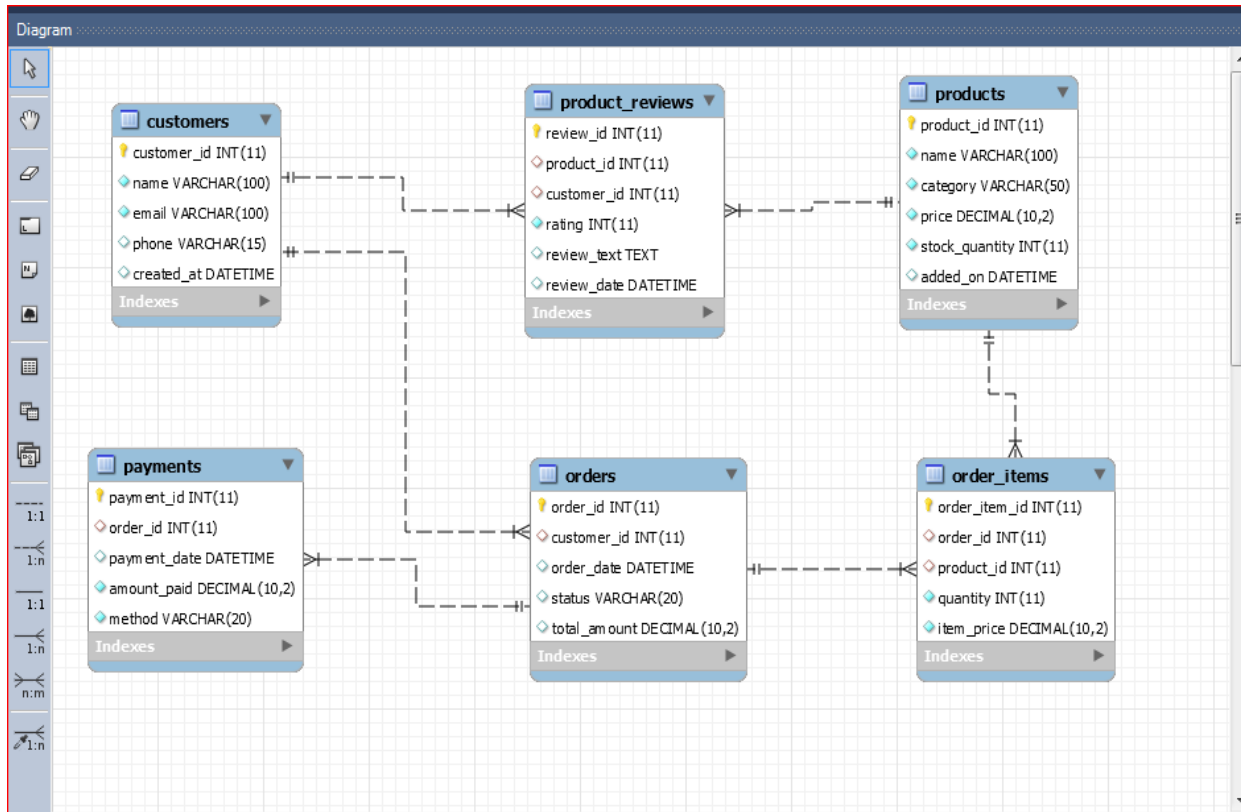 Diagram
customers
customer_id INT(11)
name VARCHAR(100)
email VARCHAR(100)
phone VARCHAR(15)
created_at DATETIME
Indexes
product_reviews
review_id INT(11)
product_id INT(11)
customer_id INT(11)
rating INT(11)
review_text TEXT
review_date DATETIME
Indexes
products
product_id INT(11)
name VARCHAR(100)
category VARCHAR(50)
price DECIMAL(10,2)
stock_quantity INT(11)
added_on DATETIME
Indexes
payments
payment_id INT(11)
order_id INT(11)
payment_date DATETIME
amount_paid DECIMAL(10,2)
method VARCHAR(20)
Indexes
orders
order_id INT(11)
customer_id INT(11)
order_date DATETIME
status VARCHAR(20)
total_amount DECIMAL(10,2)
Indexes
order_items
order_item_id INT(11)
order_id INT(11)
product_id INT(11)
quantity INT(11)
item_price DECIMAL(10,2)
Indexes
1:1
1:n
1:1
1:n
n:m
1:n